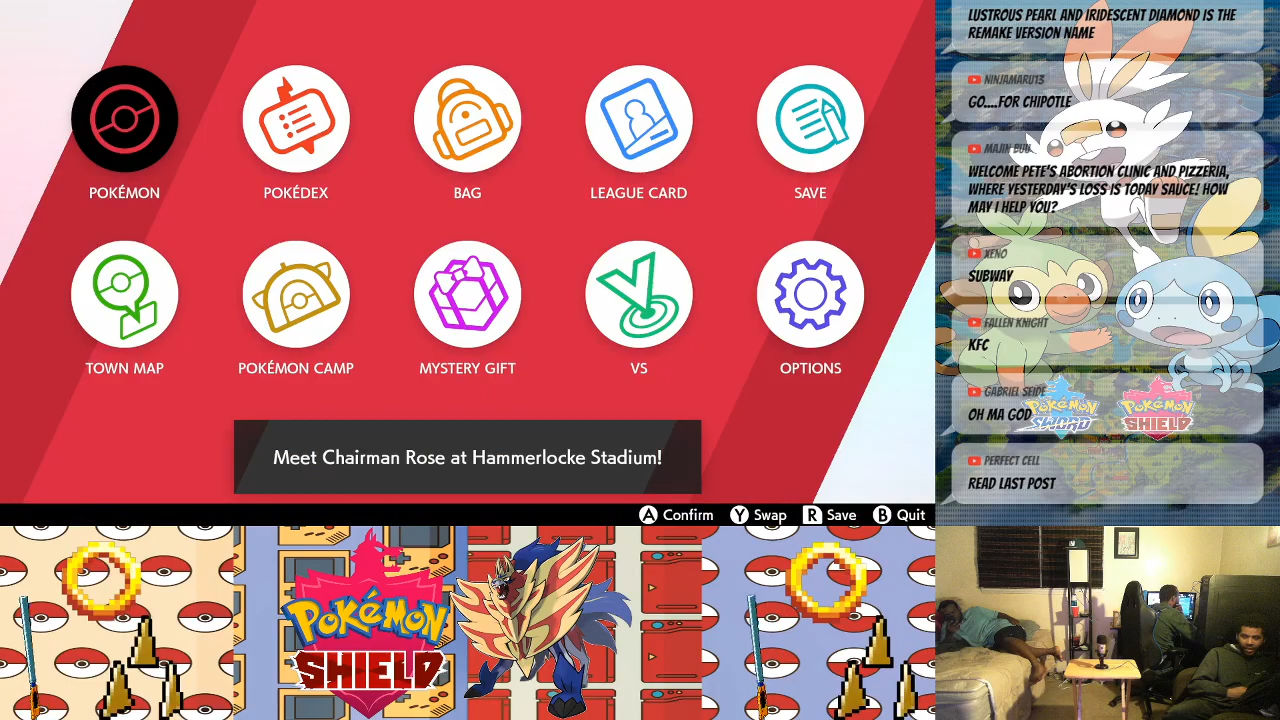 POKÉMON
POKÉDEX
BAG
LEAGUE CARD
SAVE
TOWN MAP
POKÉMON CAMP
MYSTERY GIFT
VS
OPTIONS
Meet Chairman Rose at Hammerlocke Stadium!
A Confirm Y Swap R Save B Quit
LUSTROUS PEARL AND IRIDESCENT DIAMOND IS THE
REMAKE VERSION NAME
NINJAMARU13
GO....FOR CHIPOTLE
MAJIN BUU
WELCOME PETE'S ABORTION CLINIC AND PIZZERIA,
WHERE YESTERDAY'S LOSS IS TODAY SAUCE! HOW
MAY I HELP YOU?
XENO
SUBWAY
FALLEN KNIGHT
KFC
GABRIEL SEIDE
OH MA GOD
POKÉMON
SWORD
POKÉMON
SHIELD
PERFECT CELL
READ LAST POST
POKÉMON
SHIELD